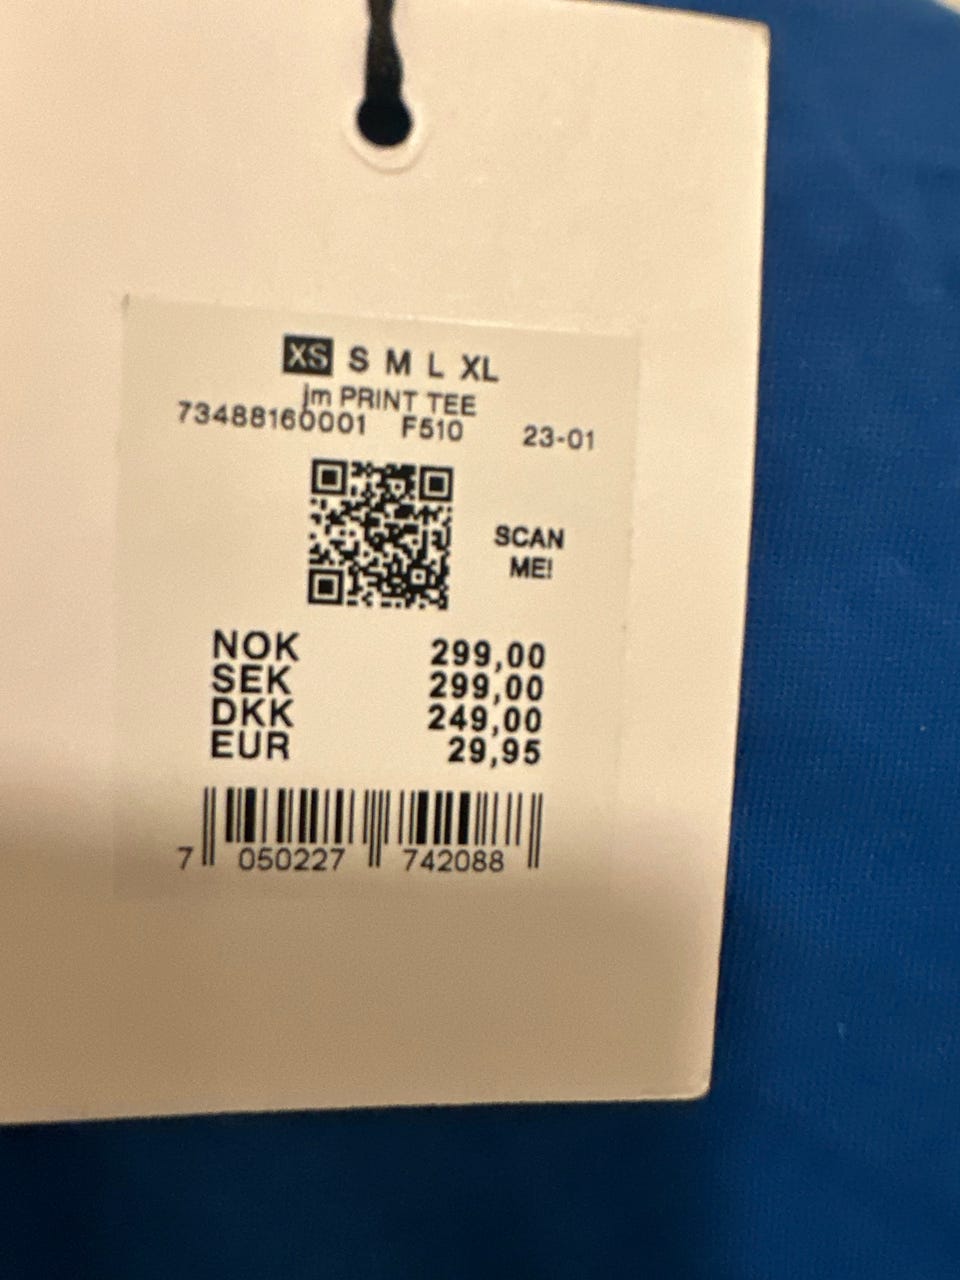 XS S M L XL
jm PRINT TEE
73488160001 F510 23-01
SCAN
ME!
NOK 299,00
SEK 299,00
DKK 249,00
EUR 29,95
7 050227 742088